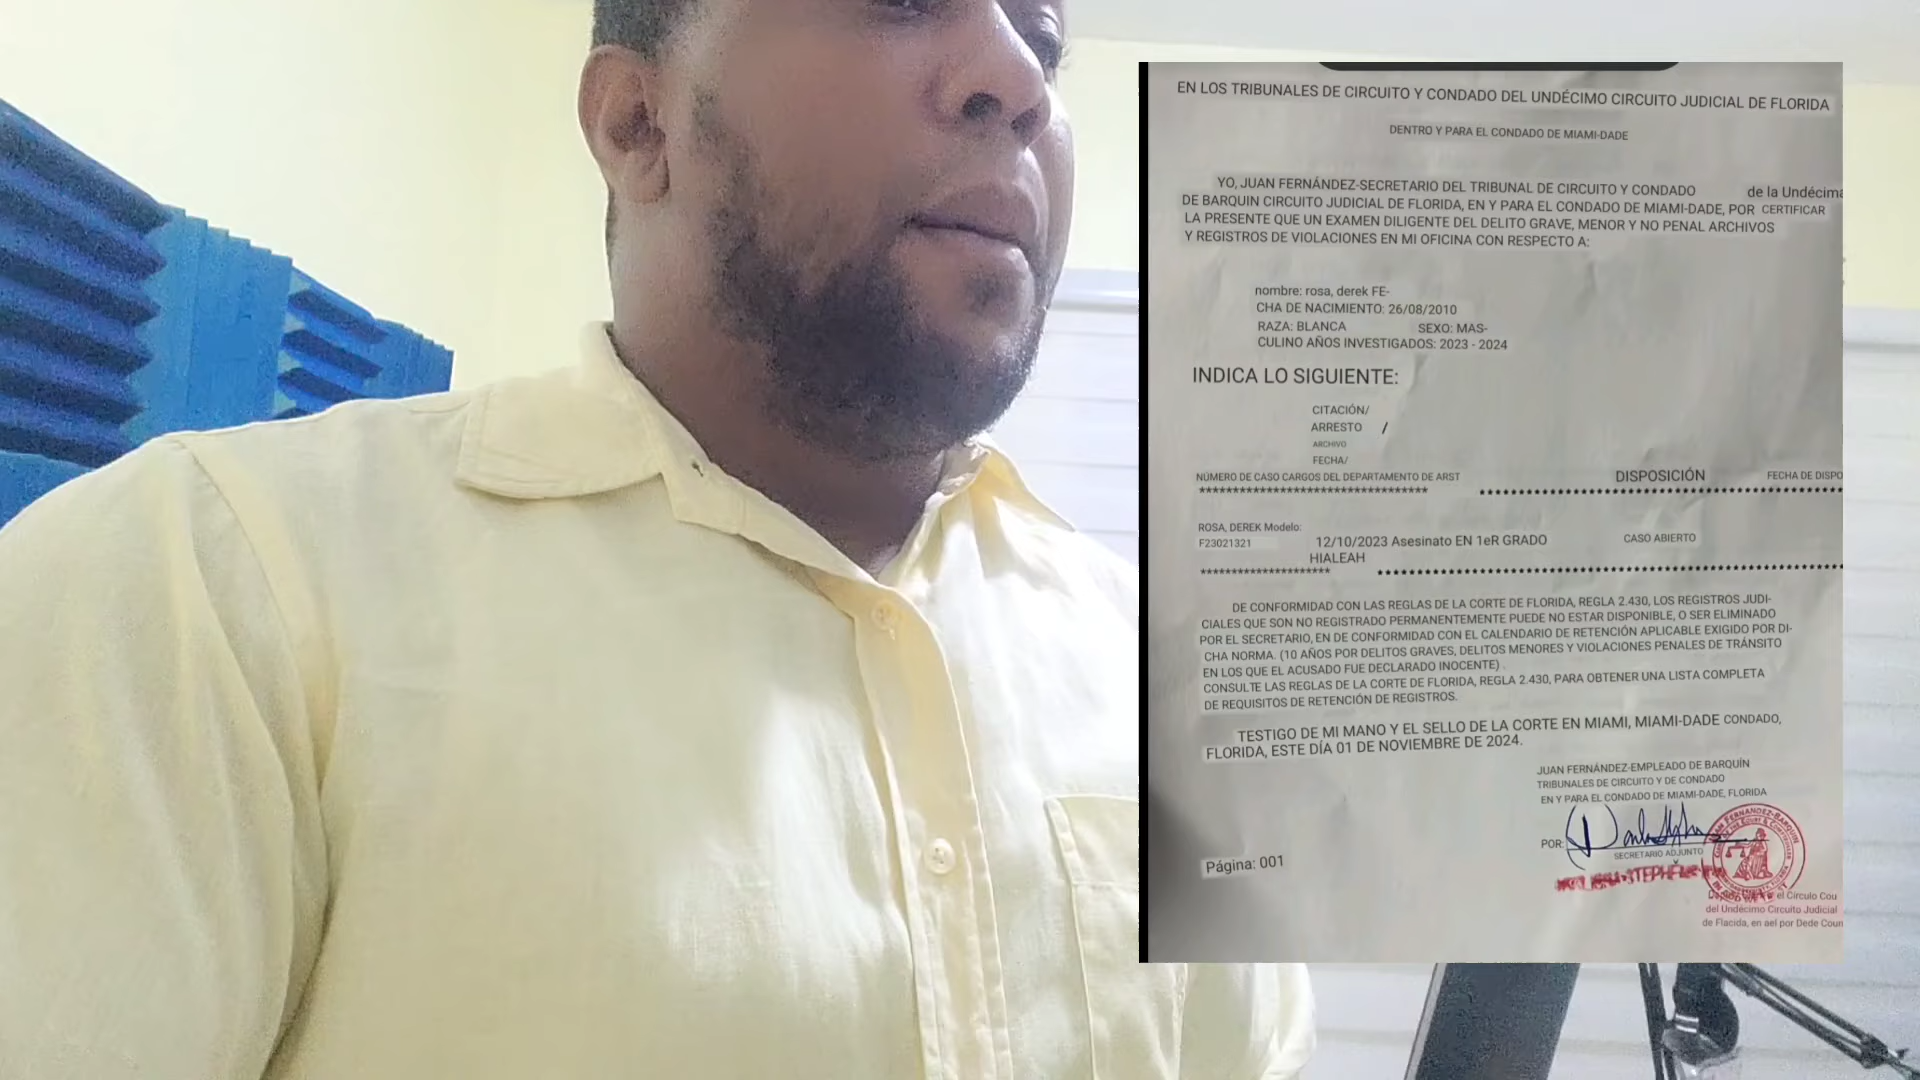 EN LOS TRIBUNALES DE CIRCUITO Y CONDADO DEL UNDÉCIMO CIRCUITO JUDICIAL DE FLORIDA
DENTRO Y PARA EL CONDADO DE MIAMI-DADE
YO, JUAN FERNÁNDEZ-SECRETARIO DEL TRIBUNAL DE CIRCUITO Y CONDADO de la Undécima
DE BARQUIN CIRCUITO JUDICIAL DE FLORIDA, EN Y PARA EL CONDADO DE MIAMI-DADE, POR CERTIFICAR
LA PRESENTE QUE UN EXAMEN DILIGENTE DEL DELITO GRAVE, MENOR Y NO PENAL ARCHIVOS
Y REGISTROS DE VIOLACIONES EN MI OFICINA CON RESPECTO A:
nombre: rosa, derek FE-
CHA DE NACIMIENTO: 26/08/2010
RAZA: BLANCA SEXO: MAS-
CULINO AÑOS INVESTIGADOS: 2023 - 2024
INDICA LO SIGUIENTE:
CITACIÓN/
ARRESTO /
ARCHIVO
FECHA/
NÚMERO DE CASO CARGOS DEL DEPARTAMENTO DE ARST DISPOSICIÓN FECHA DE DISPO
ROSA, DEREK Modelo:
F23021321 12/10/2023 Asesinato EN 1eR GRADO CASO ABIERTO
HIALEAH
DE CONFORMIDAD CON LAS REGLAS DE LA CORTE DE FLORIDA, REGLA 2.430, LOS REGISTROS JUDI-
CIALES QUE SON NO REGISTRADO PERMANENTEMENTE PUEDE NO ESTAR DISPONIBLE, O SER ELIMINADO
POR EL SECRETARIO, EN DE CONFORMIDAD CON EL CALENDARIO DE RETENCIÓN APLICABLE EXIGIDO POR DI-
CHA NORMA. (10 AÑOS POR DELITOS GRAVES, DELITOS MENORES Y VIOLACIONES PENALES DE TRÁNSITO
EN LOS QUE EL ACUSADO FUE DECLARADO INOCENTE) .
CONSULTE LAS REGLAS DE LA CORTE DE FLORIDA, REGLA 2.430, PARA OBTENER UNA LISTA COMPLETA
DE REQUISITOS DE RETENCIÓN DE REGISTROS.
TESTIGO DE MI MANO Y EL SELLO DE LA CORTE EN MIAMI, MIAMI-DADE CONDADO,
FLORIDA, ESTE DÍA 01 DE NOVIEMBRE DE 2024.
JUAN FERNÁNDEZ-EMPLEADO DE BARQUÍN
TRIBUNALES DE CIRCUITO Y DE CONDADO
EN Y PARA EL CONDADO DE MIAMI-DADE, FLORIDA
POR:
SECRETARIO ADJUNTO
Página: 001
el Círculo Cou
del Undécimo Circuito Judicial
de Flacida, en ael por Dede Coun